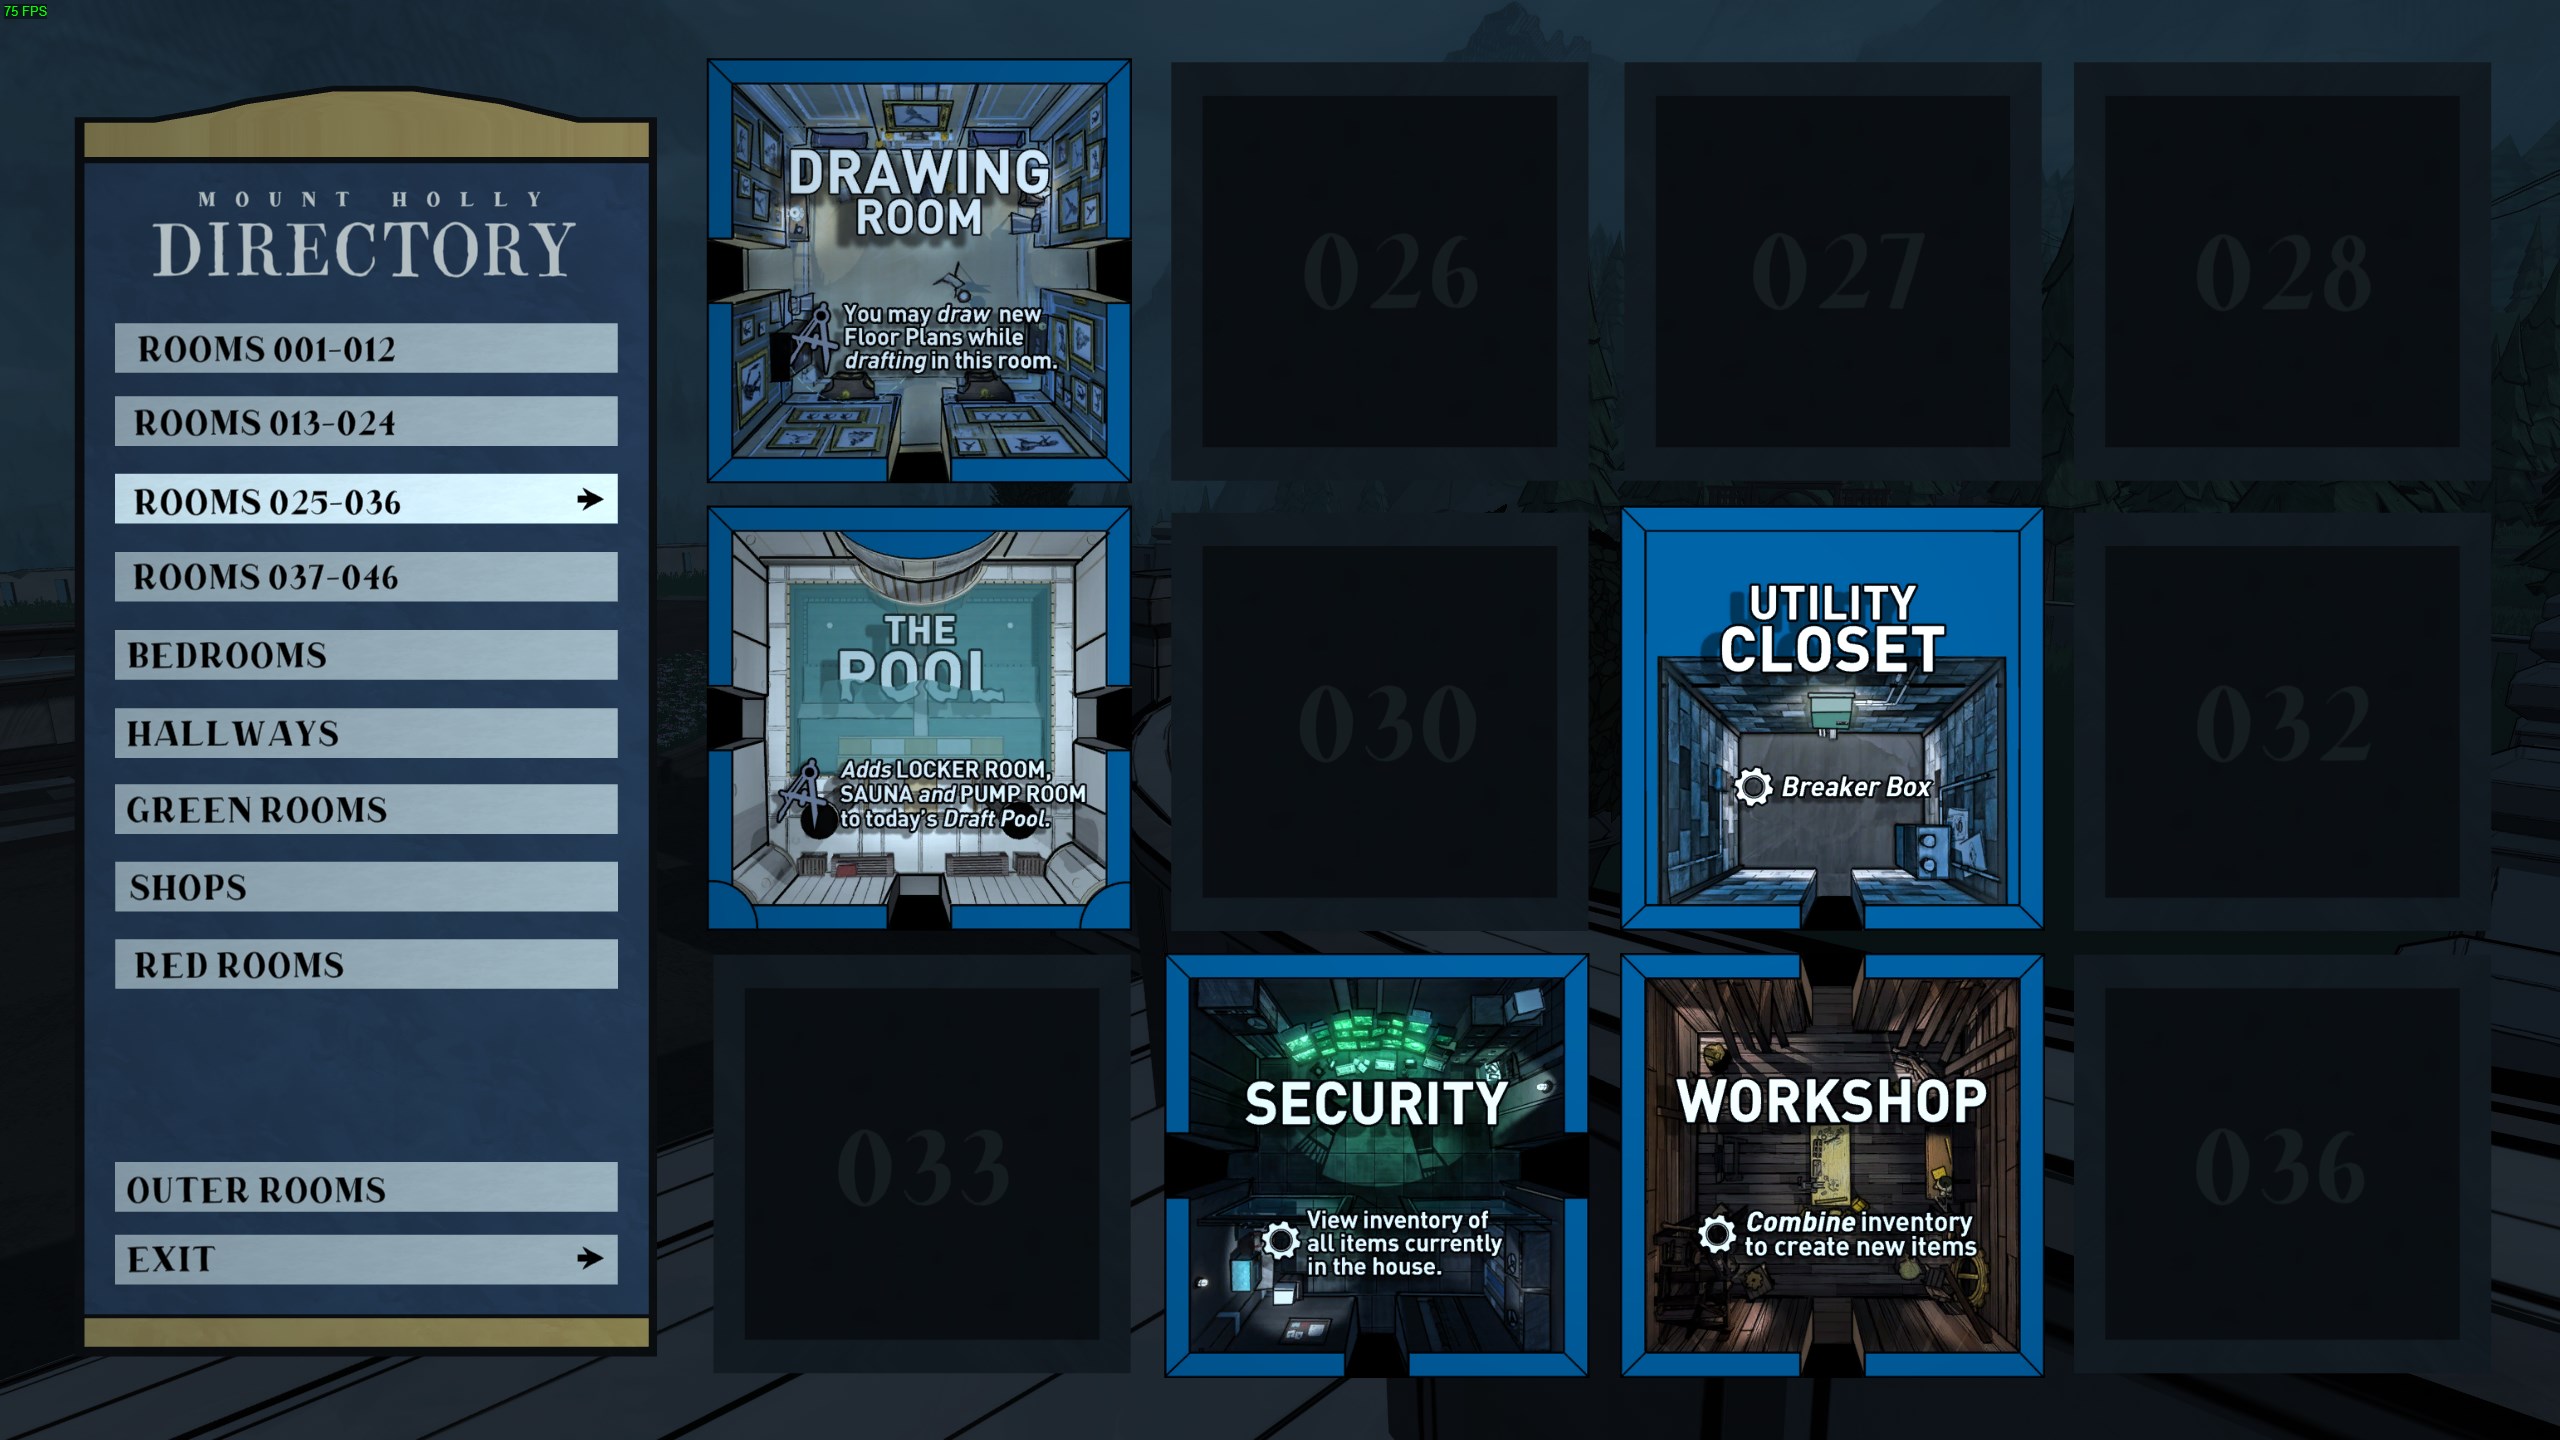 75 FPS
MOUNT HOLLY
DIRECTORY
ROOMS 001-012
ROOMS 013-024
ROOMS 025-036
ROOMS 037-046
BEDROOMS
HALLWAYS
GREEN ROOMS
SHOPS
RED ROOMS
OUTER ROOMS
EXIT
DRAWING
ROOM
You may draw new
Floor Plans while
drafting in this room.
026
027
028
THE
POOL
Adds LOCKER ROOM,
SAUNA and PUMP ROOM
to today's Draft Pool.
030
UTILITY
CLOSET
Breaker Box
032
033
SECURITY
View inventory of
all items currently
in the house.
WORKSHOP
Combine inventory
to create new items
036